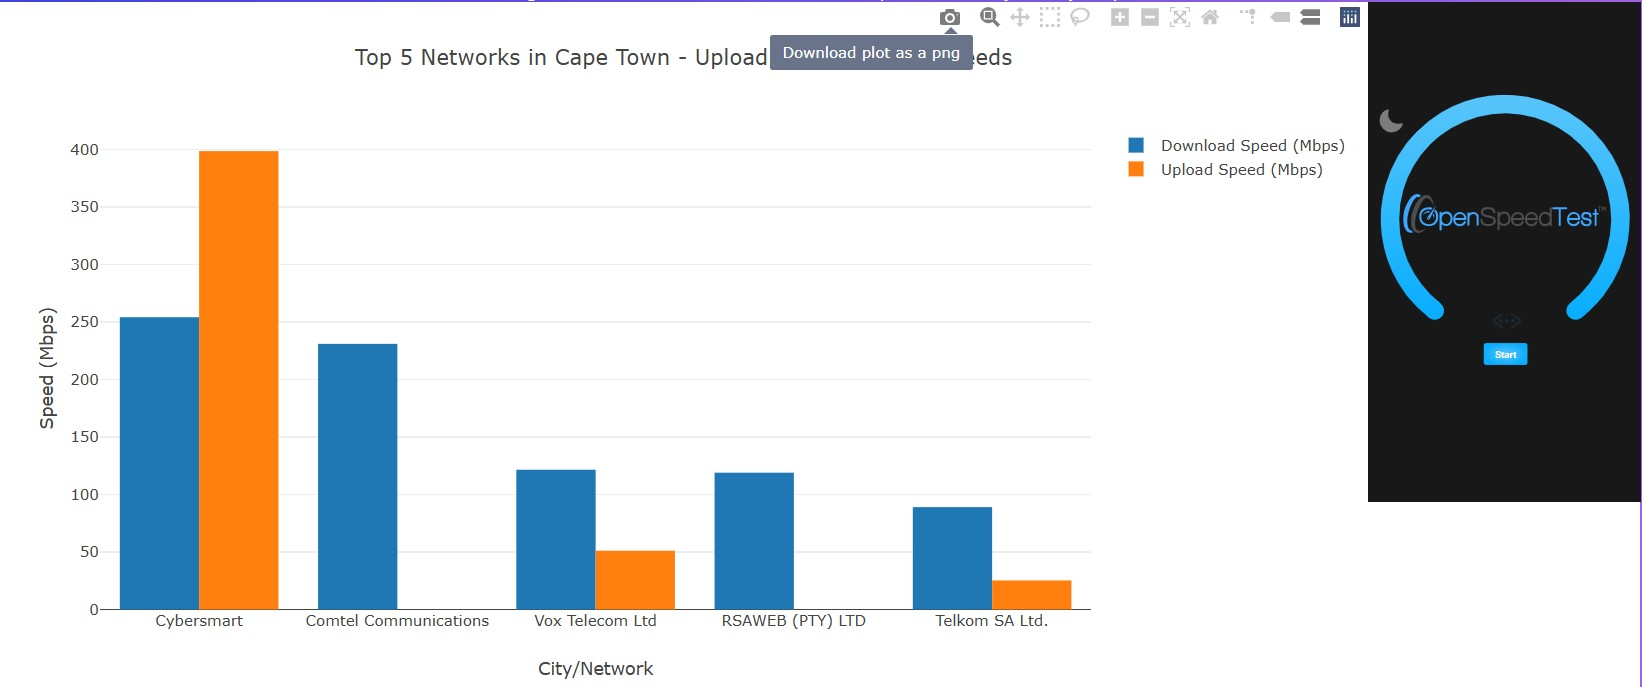 Download plot as a png
Top 5 Networks in Cape Town - Upload eeds
Download Speed (Mbps)
Upload Speed (Mbps)
400
350
300
250
200
150
100
50
0
Speed (Mbps)
Cybersmart
Comtel Communications
Vox Telecom Ltd
RSAWEB (PTY) LTD
Telkom SA Ltd.
City/Network
OpenSpeedTest™
Start